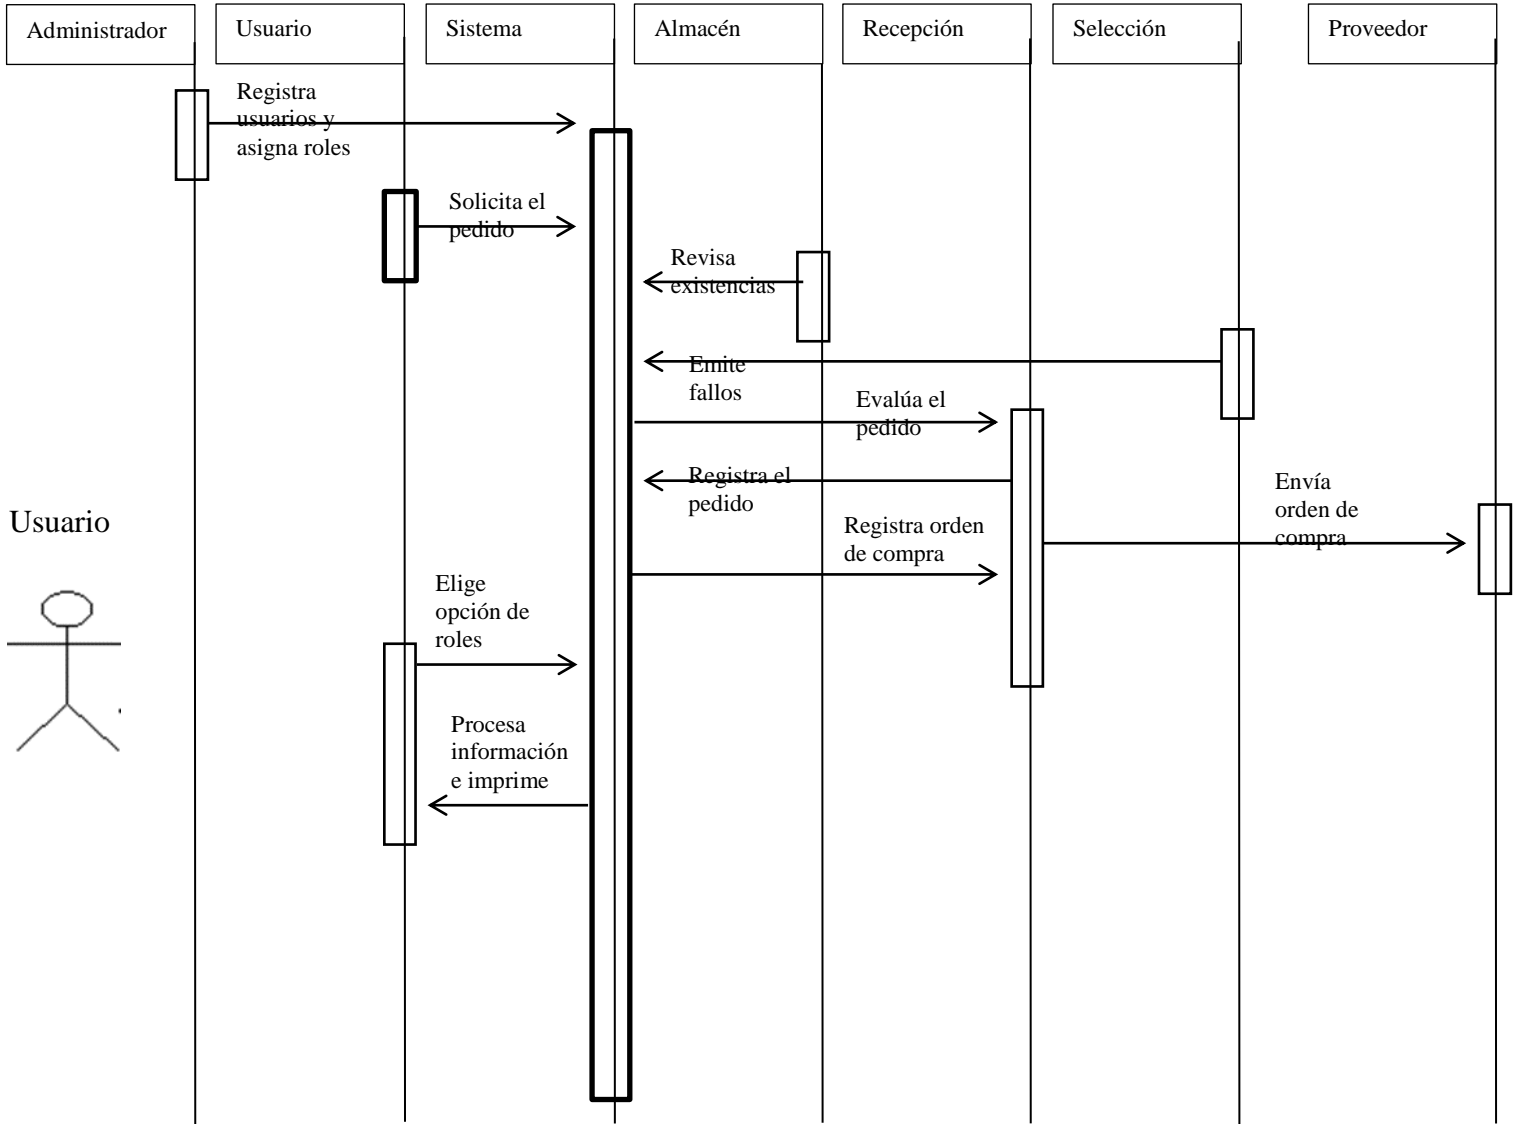 Administrador
Usuario
Sistema
Almacén
Recepción
Selección
Proveedor
Registra
usuarios y
asigna roles
Solicita el
pedido
Revisa
existencias
Emite
fallos
Evalúa el
pedido
Registra el
pedido
Envía
orden de
compra
Usuario
Registra orden
de compra
Elige
opción de
roles
Procesa
información
e imprime